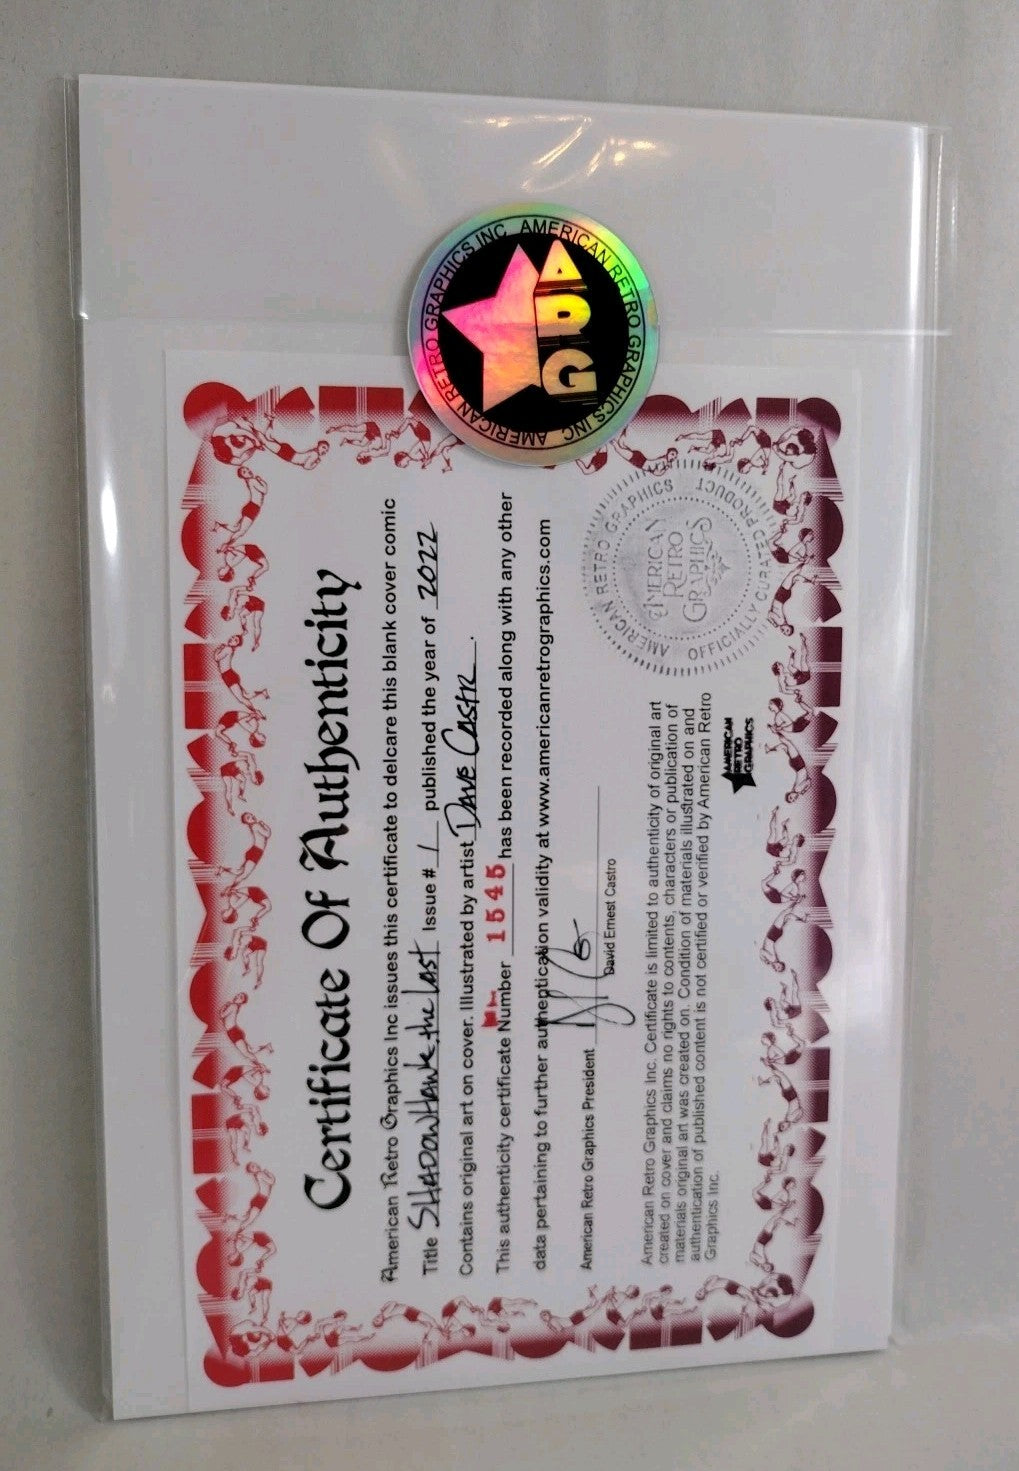 AMERICAN RETRO GRAPHICS INC
AMERICAN RETRO GRAPHICS INC
ARG
Certificate Of Authenticity
American Retro Graphics Inc issues this certificate to delcare this blank cover comic
Title SHADOWHAWK, the Last Issue # 1 published the year of 2022
Contains original art on cover. Illustrated by artist Dave Castr.
This authenticity certificate Number 1545 has been recorded along with any other
data pertaining to further authentication validity at www.americanretrographics.com
American Retro Graphics President
David Ernest Castro
AMERICAN RETRO GRAPHICS
AMERICAN RETRO GRAPHICS
OFFICIALLY CURATED PRODUCT
American Retro Graphics Inc. Certificate is limited to authenticity of original art
created on cover and claims no rights to contents, characters or publication of
materials original art was created on. Condition of materials illustrated on and
authentication of published content is not certified or verified by American Retro
Graphics Inc.
AMERICAN
RETRO
GRAPHICS